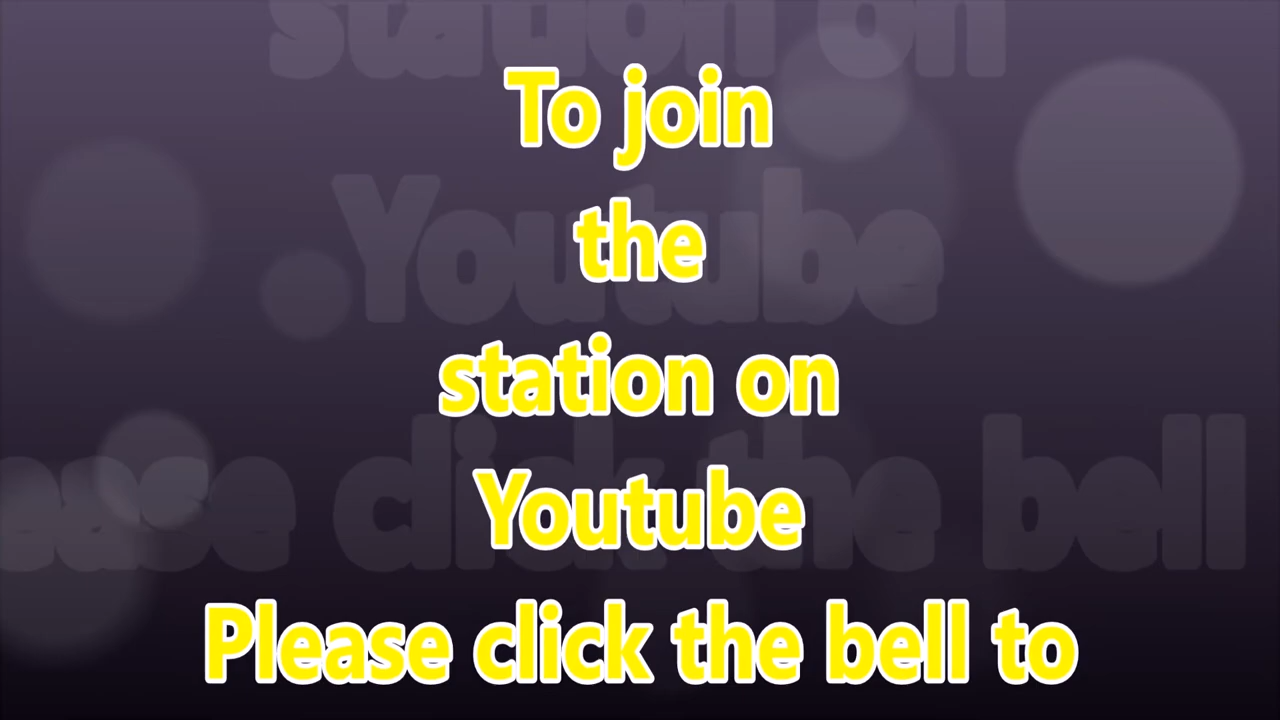 To join
the
station on
Youtube
Please click the bell to